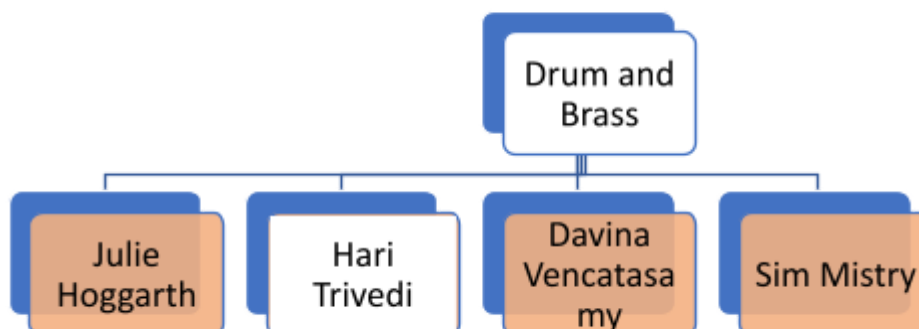 Drum and
Brass
Julie
Hoggarth
Hari
Trivedi
Davina
Vencatasa
my
Sim Mistry